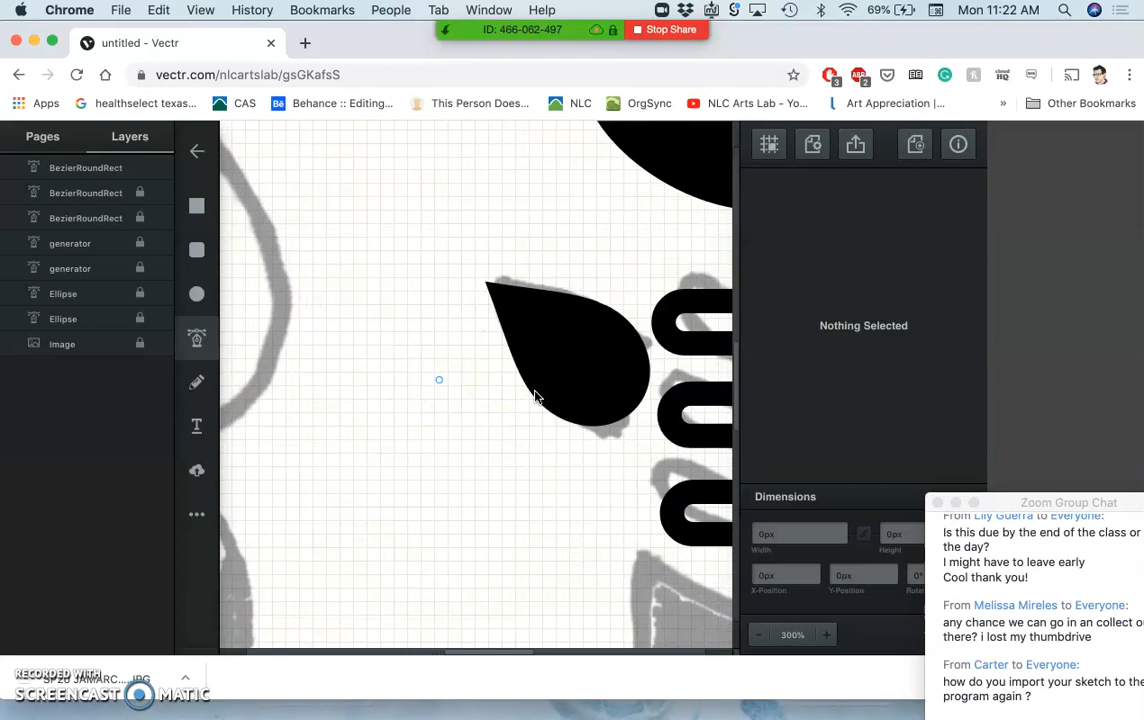 Chrome File Edit View History Bookmarks People Tab Window Help 69% Mon 11:22 AM
ID: 466-062-497 Stop Share
untitled - Vectr
vectr.com/nlcartslab/gsGKafsS
Apps healthselect texas... CAS Behance :: Editing... This Person Does... NLC OrgSync NLC Arts Lab - Yo... Art Appreciation |... » Other Bookmarks
Pages Layers
BezierRoundRect
BezierRoundRect
BezierRoundRect
generator
generator
Ellipse
Ellipse
Image
T
Nothing Selected
Dimensions
0px 0px
Width Height
0px 0px 0°
X-Position Y-Position Rota
- 300% +
Zoom Group Chat
From Lily Guerra to Everyone:
Is this due by the end of the class or
the day?
I might have to leave early
Cool thank you!
From Melissa Mireles to Everyone:
any chance we can go in an collect o
there? i lost my thumbdrive
From Carter to Everyone:
how do you import your sketch to the
program again ?
RECORDED WITH
SCREENCAST MATIC